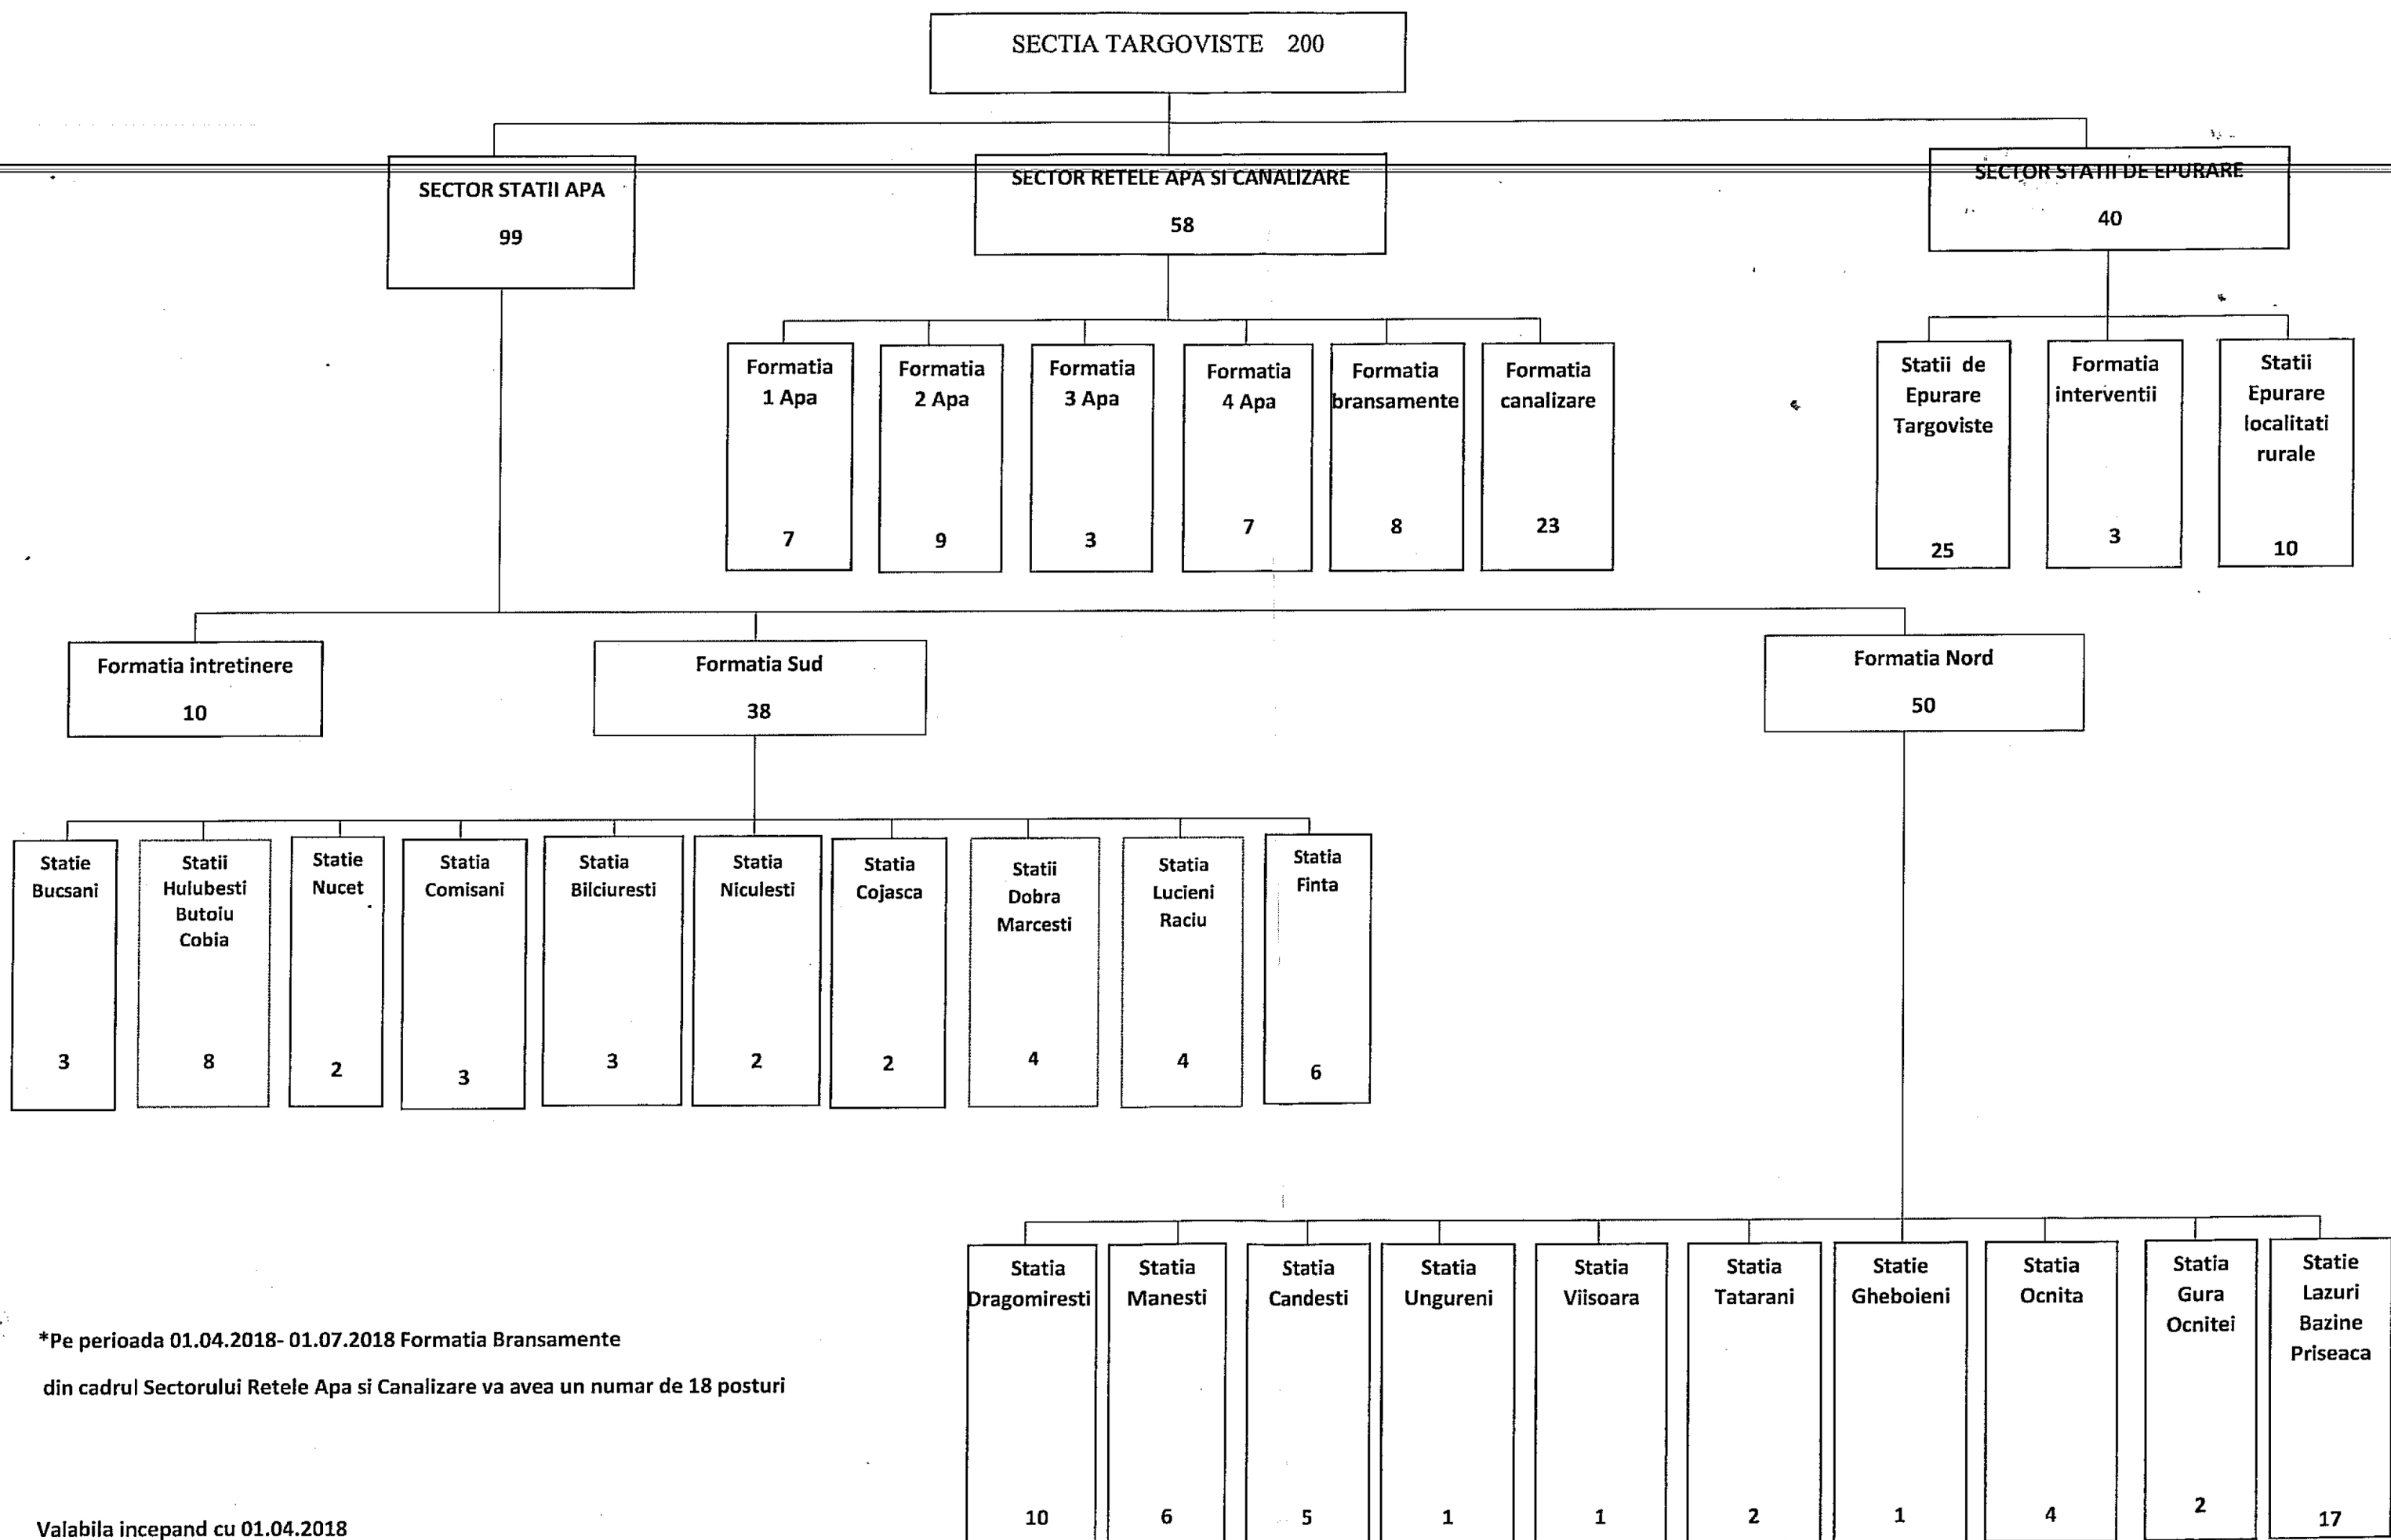 SECTIA TARGOVISTE 200
SECTOR STATII APA
99
SECTOR RETELE APA SI CANALIZARE
58
SECTOR STATII DE EPURARE
40
Formatia
1 Apa
7
Formatia
2 Apa
9
Formatia
3 Apa
3
Formatia
4 Apa
7
Formatia
bransamente
8
Formatia
canalizare
23
Statii de
Epurare
Targoviste
25
Formatia
interventii
3
Statii
Epurare
localitati
rurale
10
Formatia intretinere
10
Formatia Sud
38
Formatia Nord
50
Statie
Bucsani
3
Statii
Hulubesti
Butoiu
Cobia
8
Statie
Nucet
2
Statia
Comisani
3
Statia
Bilciuresti
3
Statia
Niculesti
2
Statia
Cojasca
2
Statii
Dobra
Marcesti
4
Statia
Lucieni
Raciu
4
Statia
Finta
6
Statia
Dragomiresti
10
Statia
Manesti
6
Statia
Candesti
5
Statia
Ungureni
1
Statia
Viisoara
1
Statia
Tatarani
2
Statie
Gheboieni
1
Statia
Ocnita
4
Statia
Gura
Ocnitei
2
Statie
Lazuri
Bazine
Priseaca
17
*Pe perioada 01.04.2018- 01.07.2018 Formatia Bransamente
din cadrul Sectorului Retele Apa si Canalizare va avea un numar de 18 posturi
Valabila incepand cu 01.04.2018